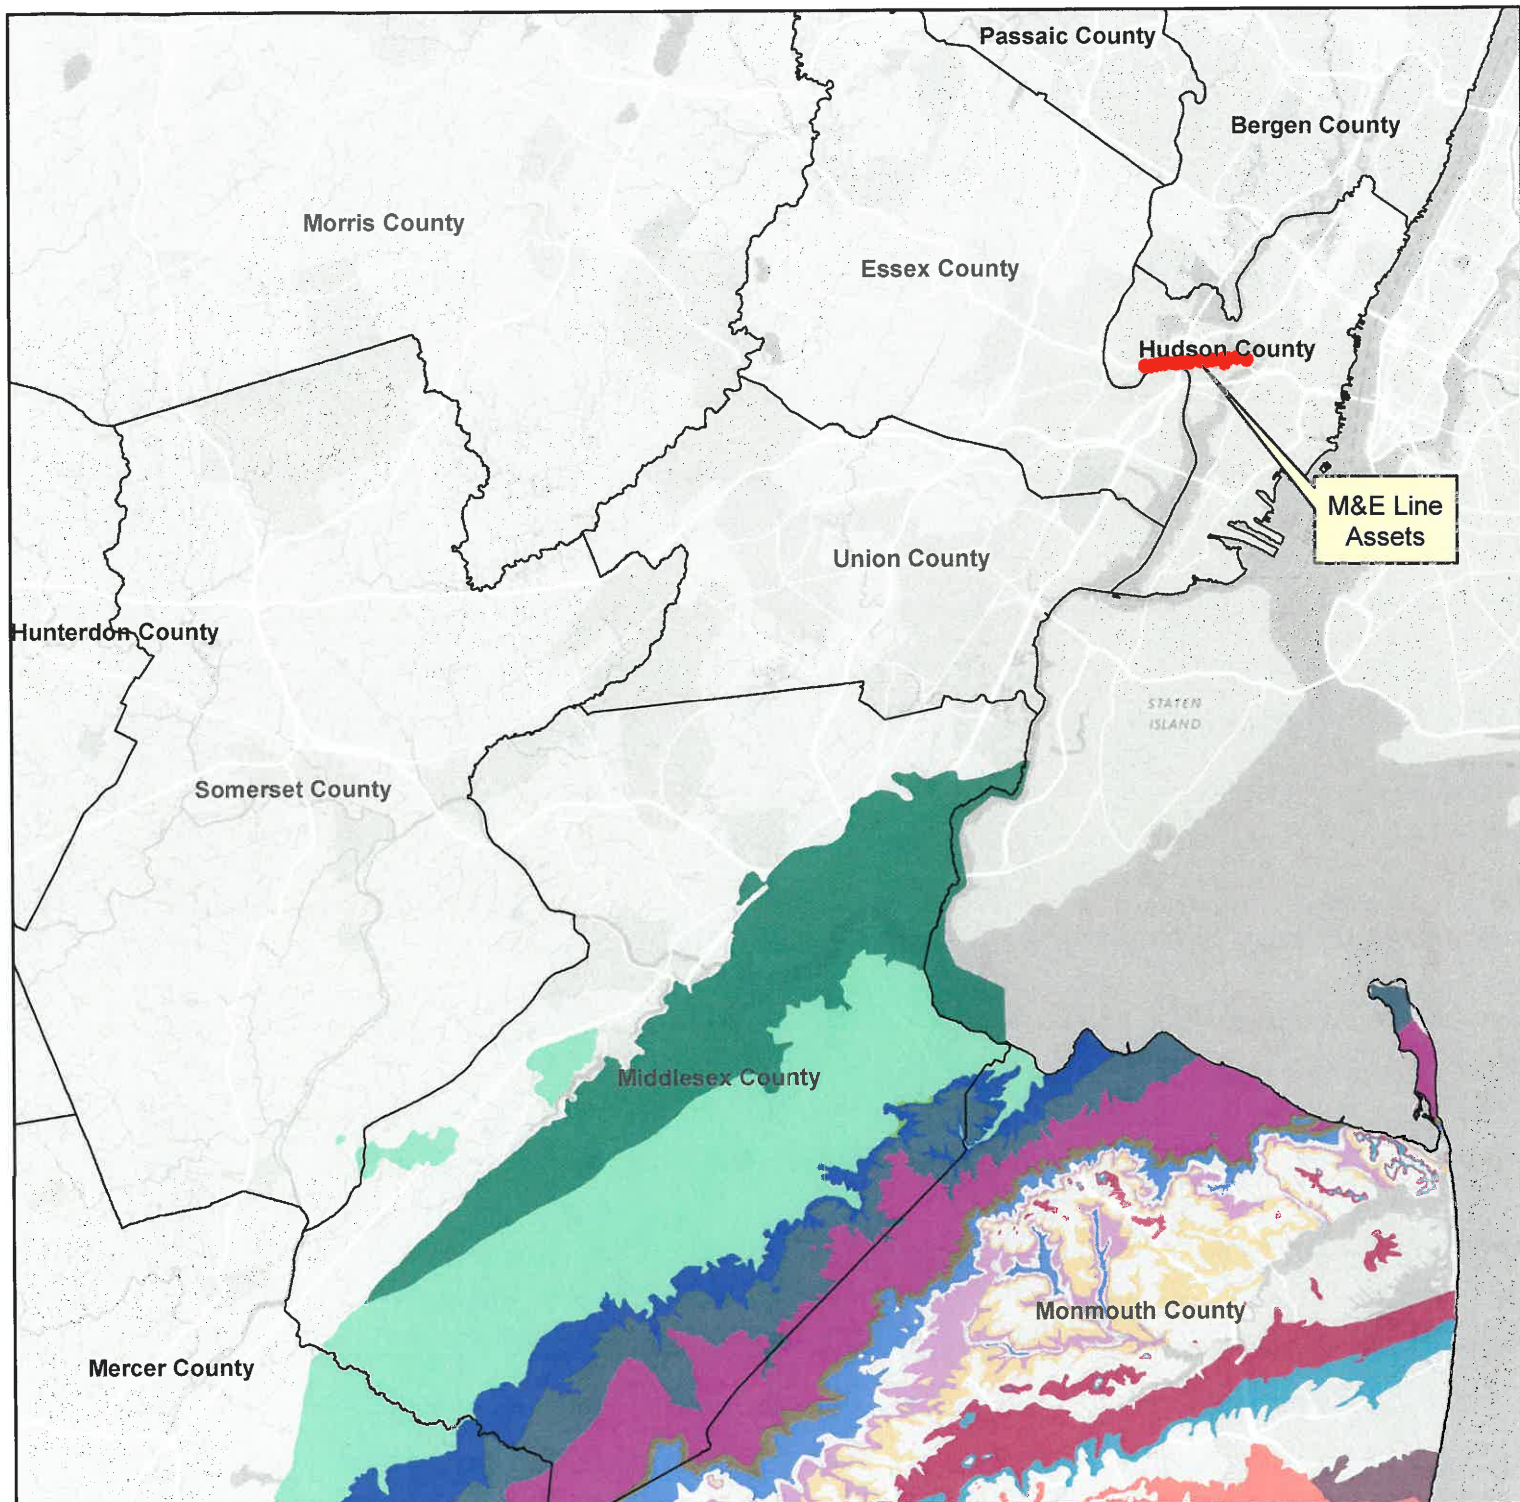 Passaic County
Bergen County
Morris County
Essex County
Hudson County
M&E Line
Assets
Union County
Hunterdon County
STATEN
ISLAND
Somerset County
Middlesex County
Monmouth County
Mercer County